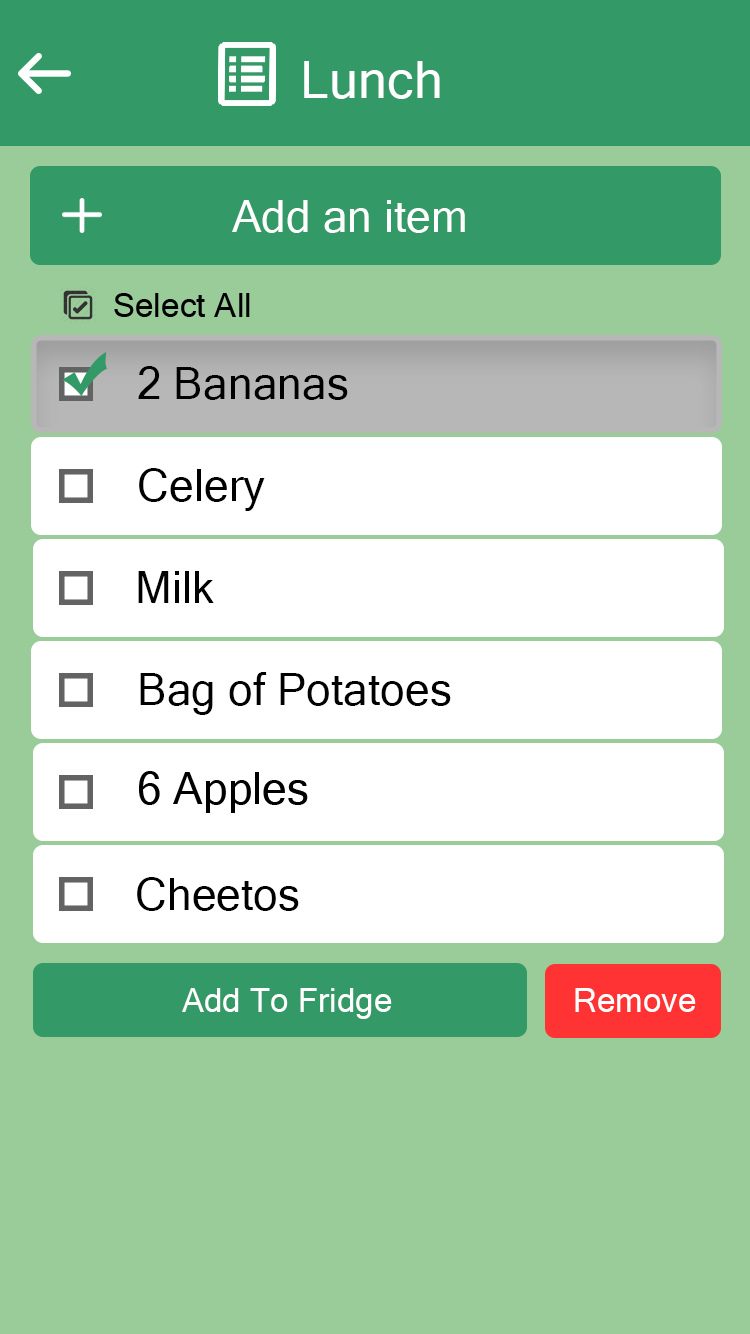 Lunch
Add an item
Select All
2 Bananas
Celery
Milk
Bag of Potatoes
6 Apples
Cheetos
Add To Fridge
Remove